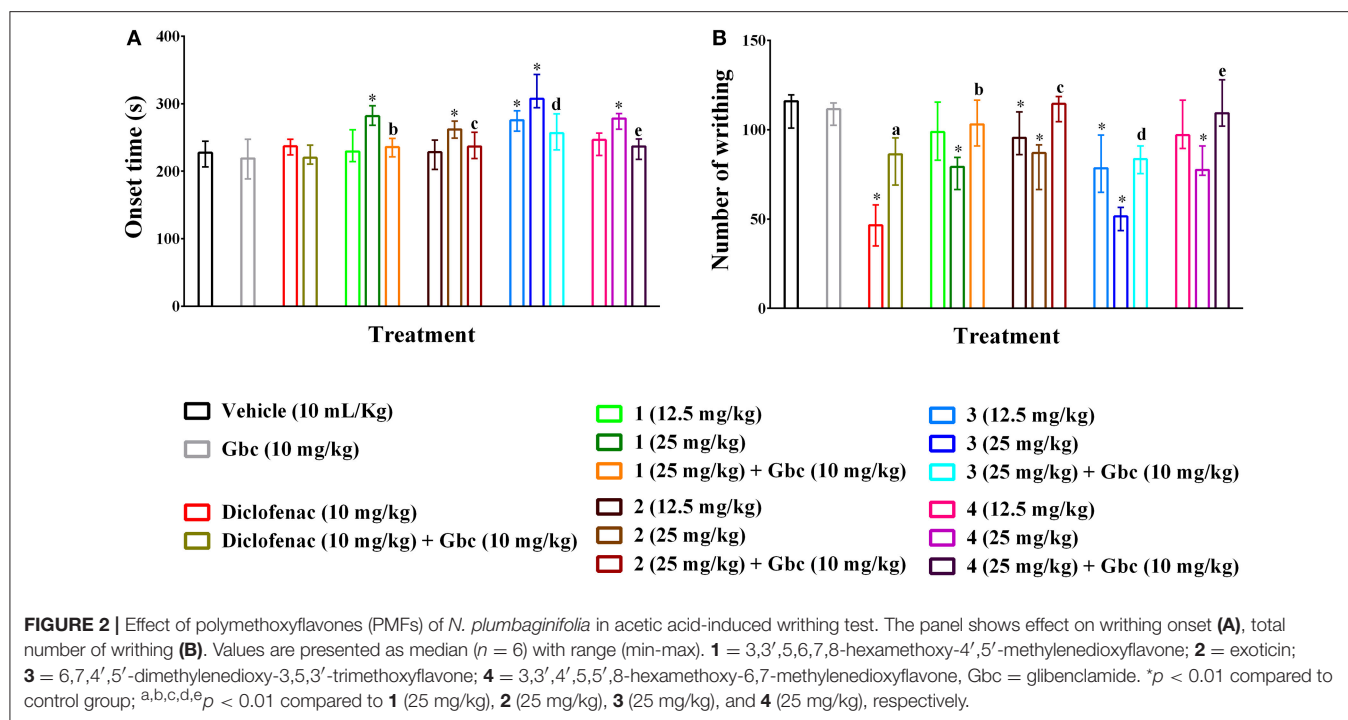 A
B
Onset time (s)
400
300
200
100
0
* b * c * * d * e
Treatment
Number of writhing
150
100
50
0
* a * b * * c * * d * e
Treatment
Vehicle (10 mL/Kg)
Gbc (10 mg/kg)
Diclofenac (10 mg/kg)
Diclofenac (10 mg/kg) + Gbc (10 mg/kg)
1 (12.5 mg/kg)
1 (25 mg/kg)
1 (25 mg/kg) + Gbc (10 mg/kg)
2 (12.5 mg/kg)
2 (25 mg/kg)
2 (25 mg/kg) + Gbc (10 mg/kg)
3 (12.5 mg/kg)
3 (25 mg/kg)
3 (25 mg/kg) + Gbc (10 mg/kg)
4 (12.5 mg/kg)
4 (25 mg/kg)
4 (25 mg/kg) + Gbc (10 mg/kg)
FIGURE 2 | Effect of polymethoxyflavones (PMFs) of N. plumbaginifolia in acetic acid-induced writhing test. The panel shows effect on writhing onset (A), total
number of writhing (B). Values are presented as median (n = 6) with range (min-max). 1 = 3,3′,5,6,7,8-hexamethoxy-4′,5′-methylenedioxyflavone; 2 = exoticin;
3 = 6,7,4′,5′-dimethylenedioxy-3,5,3′-trimethoxyflavone; 4 = 3,3′,4′,5,5′,8-hexamethoxy-6,7-methylenedioxyflavone, Gbc = glibenclamide. *p < 0.01 compared to
control group; a,b,c,d,ep < 0.01 compared to 1 (25 mg/kg), 2 (25 mg/kg), 3 (25 mg/kg), and 4 (25 mg/kg), respectively.